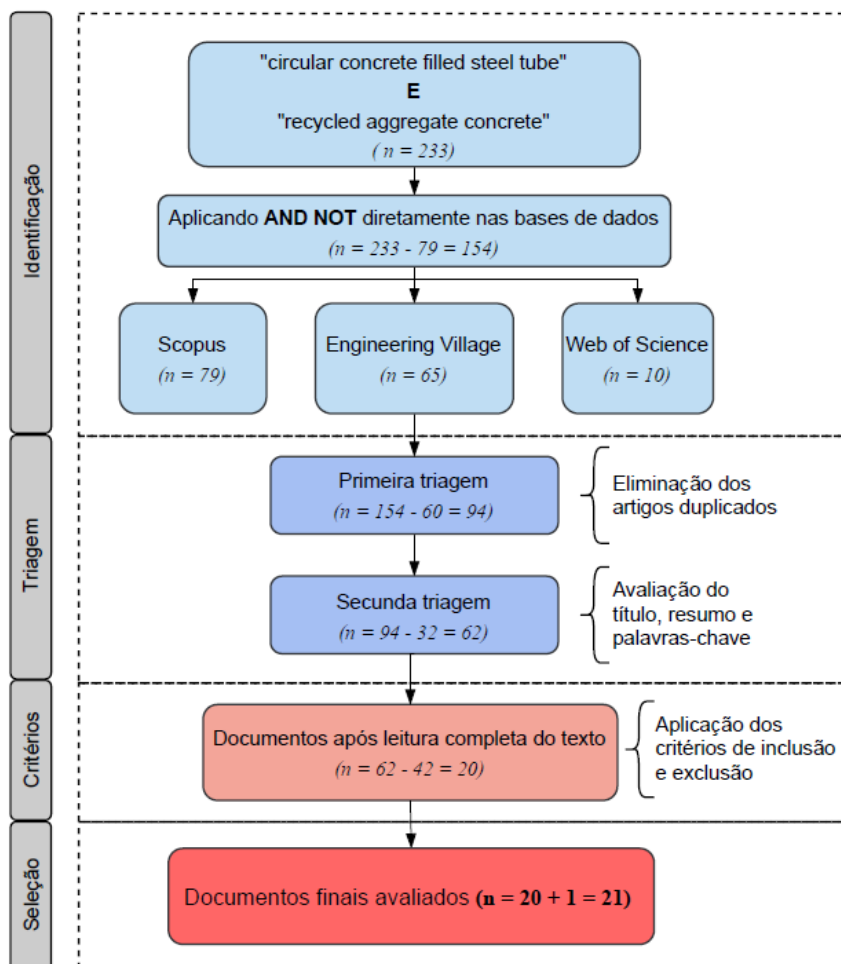 Identificação
"circular concrete filled steel tube"
E
"recycled aggregate concrete"
( n = 233)
Aplicando AND NOT diretamente nas bases de dados
(n = 233 - 79 = 154)
Scopus
(n = 79)
Engineering Village
(n = 65)
Web of Science
(n = 10)
Triagem
Primeira triagem
(n = 154 - 60 = 94)
Eliminação dos
artigos duplicados
Secunda triagem
(n = 94 - 32 = 62)
Avaliação do
título, resumo e
palavras-chave
Critérios
Documentos após leitura completa do texto
(n = 62 - 42 = 20)
Aplicação dos
critérios de inclusão
e exclusão
Seleção
Documentos finais avaliados (n = 20 + 1 = 21)